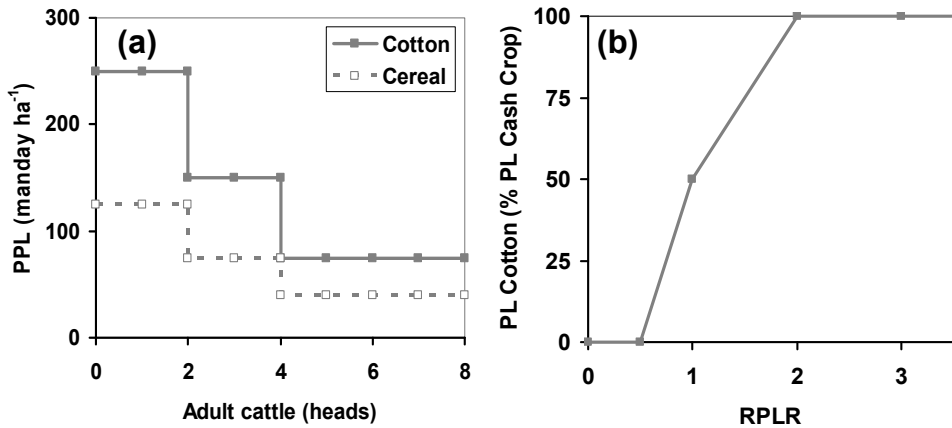 (a)
Cotton
Cereal
300
200
100
0
PPL (manday ha-1)
0 2 4 6 8
Adult cattle (heads)
(b)
100
75
50
25
0
PL Cotton (% PL Cash Crop)
0 1 2 3
RPLR